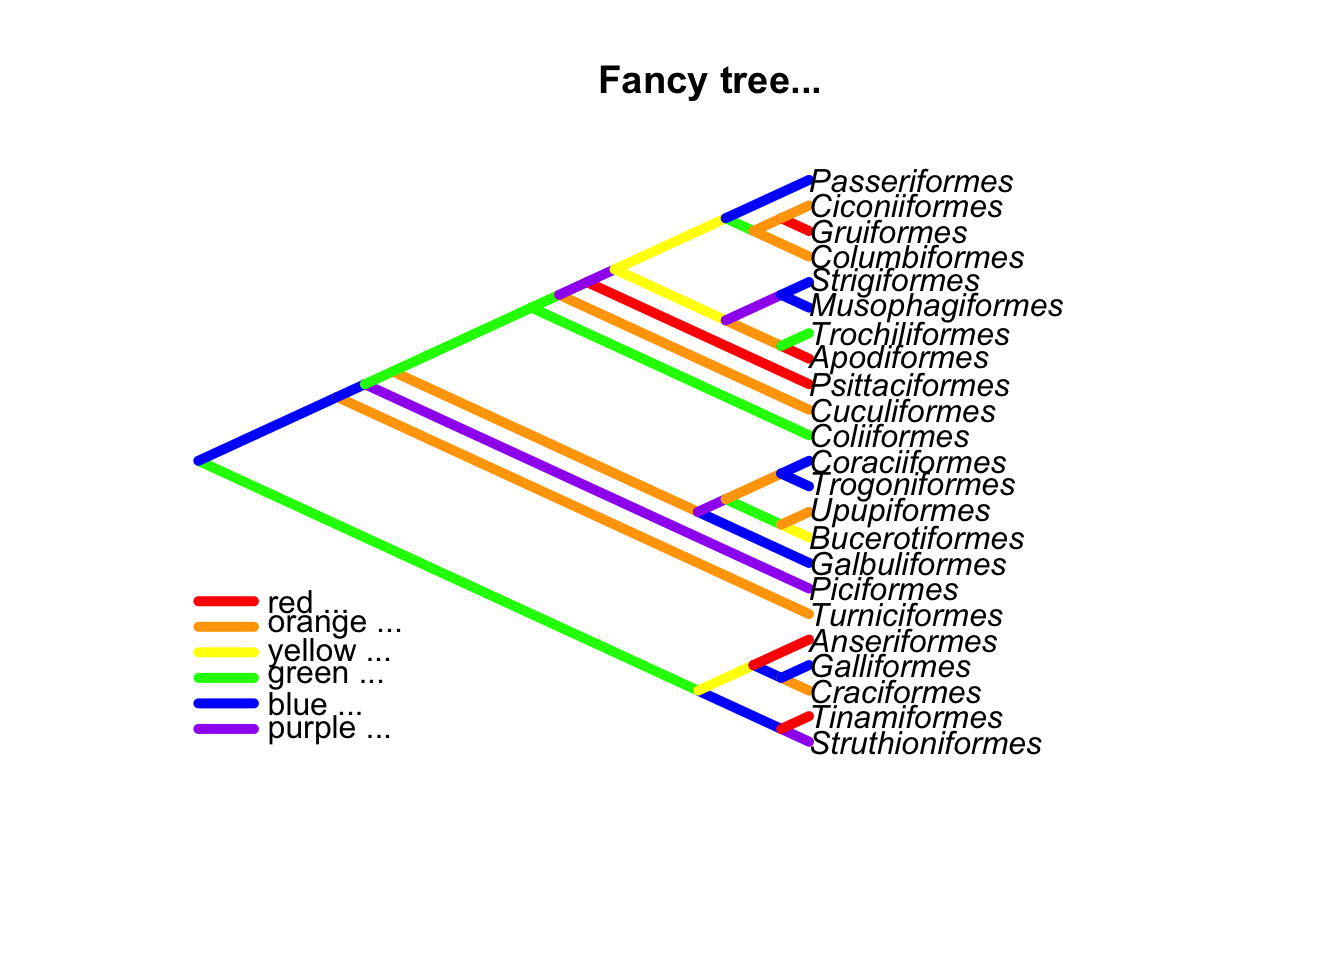 Fancy tree...
Passeriformes
Ciconiiformes
Gruiformes
Columbiformes
Strigiformes
Musophagiformes
Trochiliformes
Apodiformes
Psittaciformes
Cuculiformes
Coliiformes
Coraciiformes
Trogoniformes
Upupiformes
Bucerotiformes
Galbuliformes
Piciformes
Turniciformes
Anseriformes
Galliformes
Craciformes
Tinamiformes
Struthioniformes
red ...
orange ...
yellow ...
green ...
blue ...
purple ...